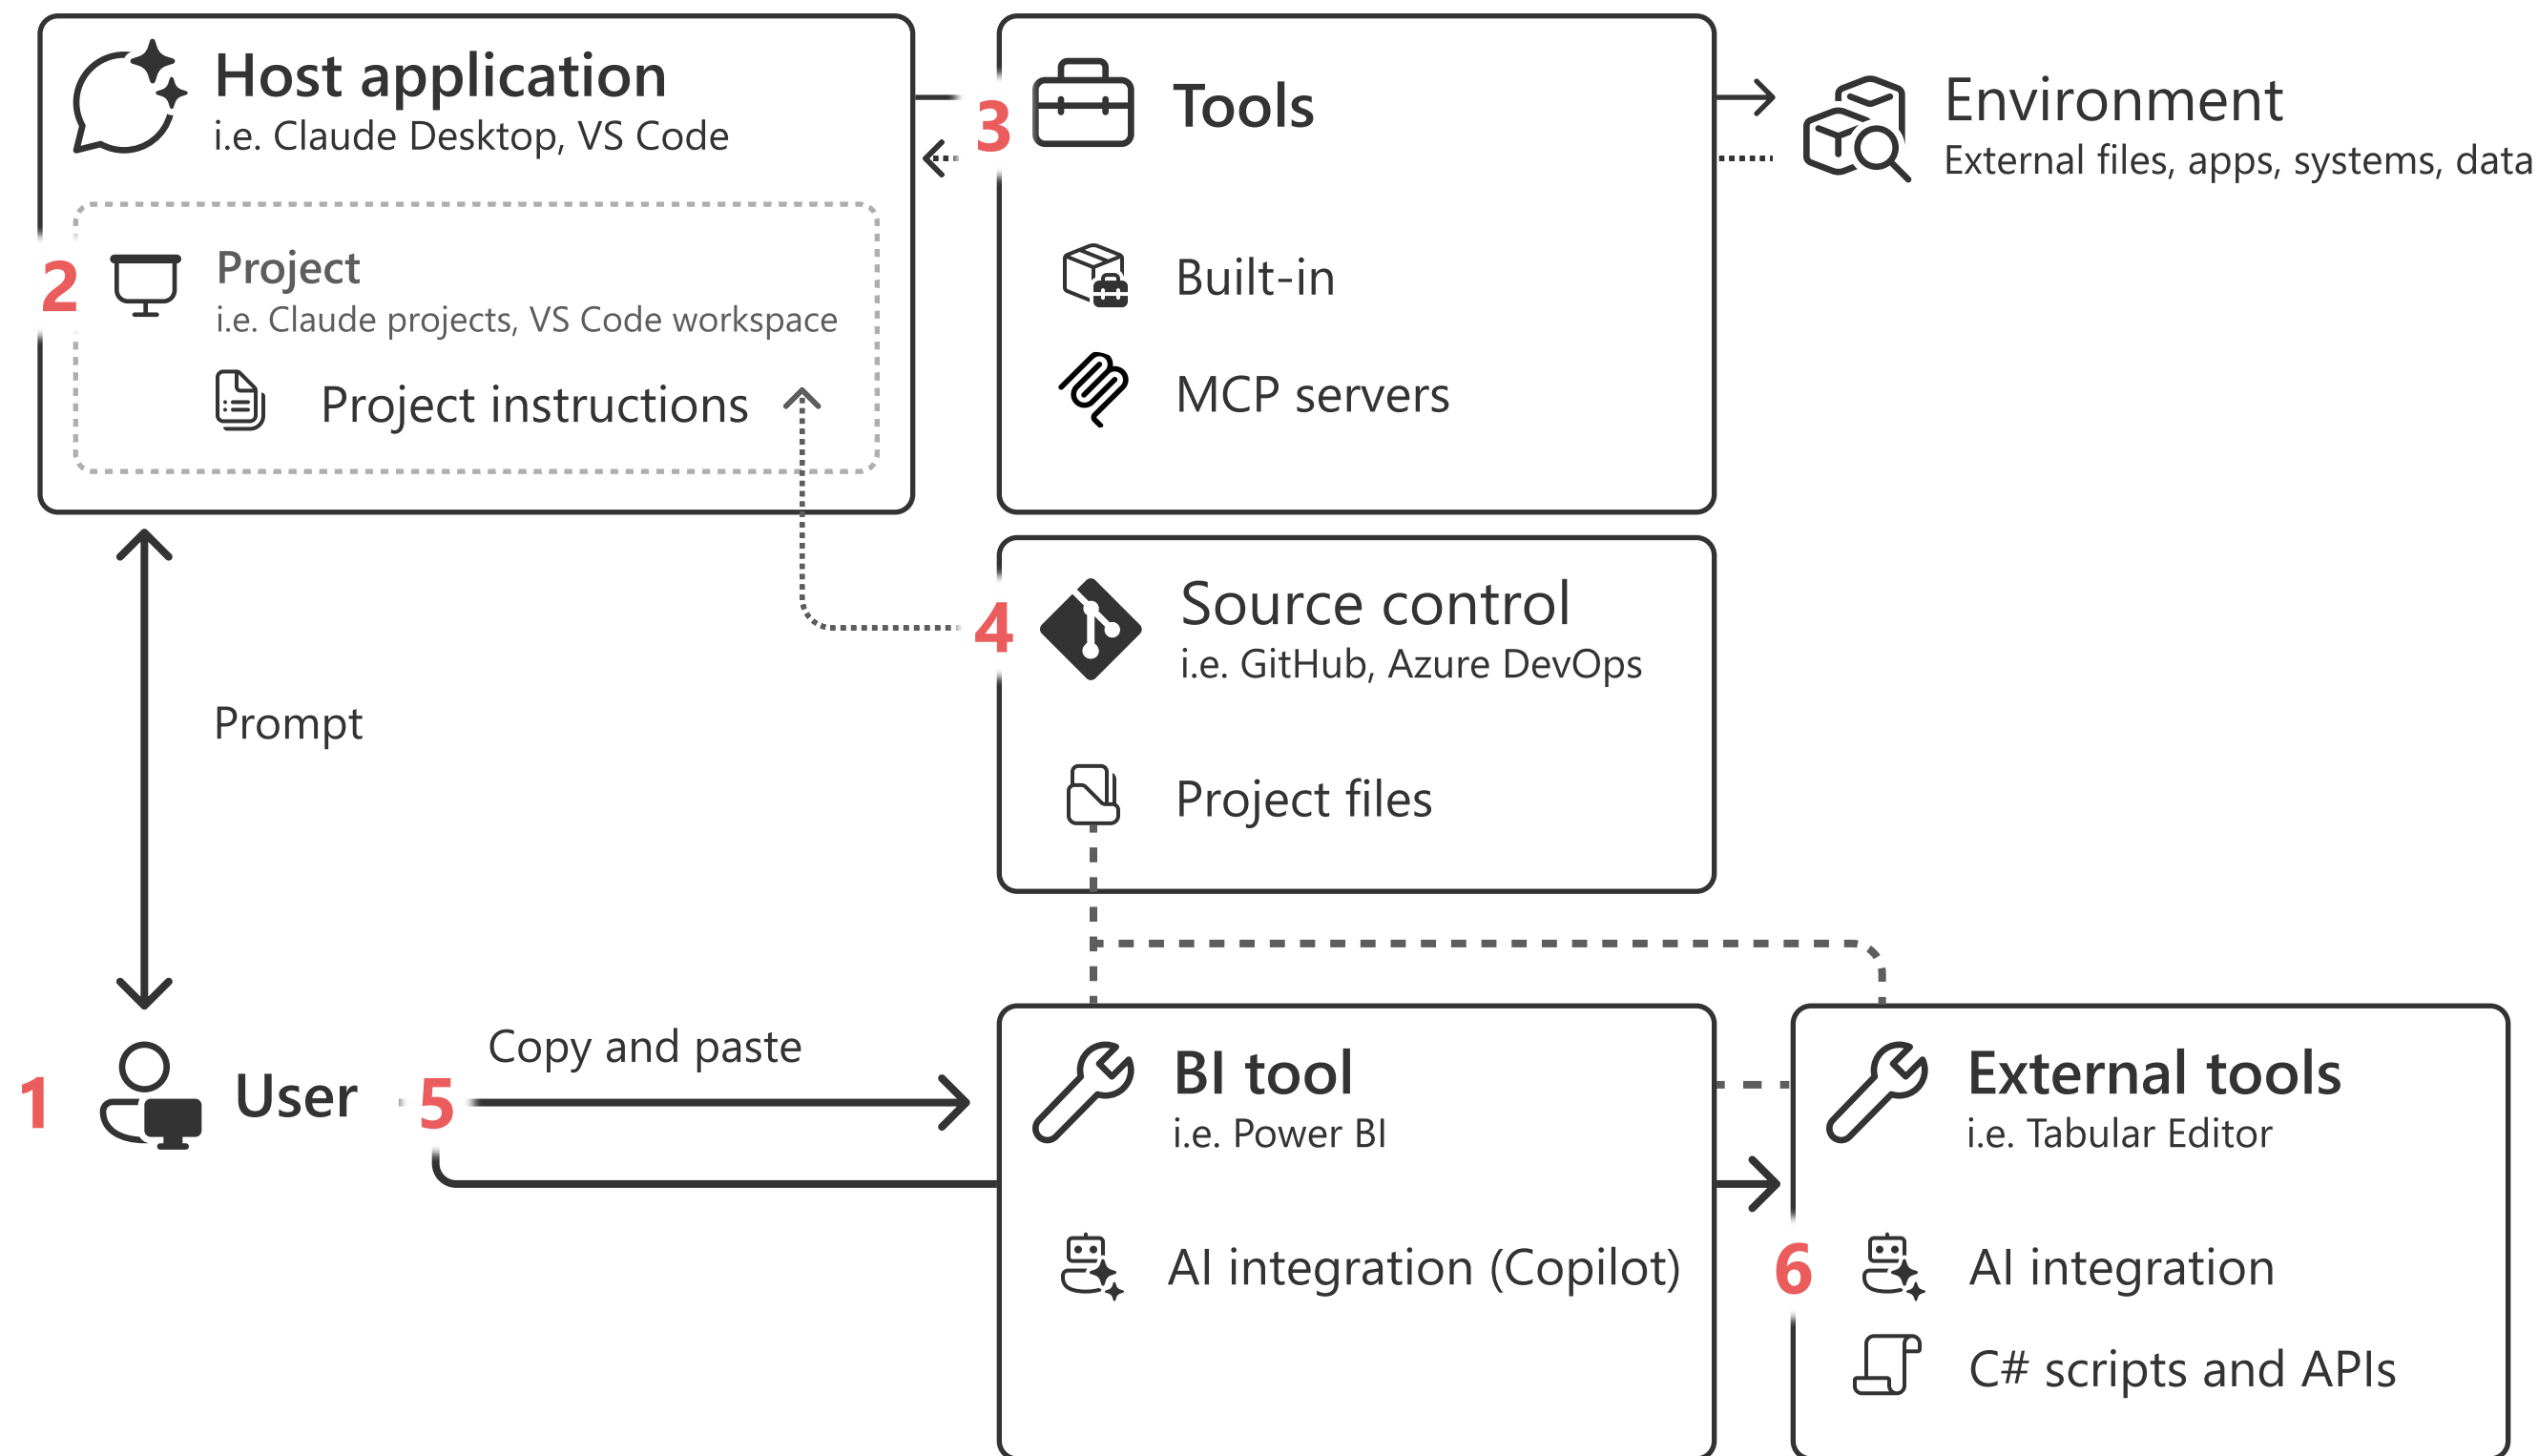 Host application
i.e. Claude Desktop, VS Code
2
Project
i.e. Claude projects, VS Code workspace
Project instructions
3
Tools
Built-in
MCP servers
Environment
External files, apps, systems, data
4
Source control
i.e. GitHub, Azure DevOps
Project files
Prompt
1
User
5
Copy and paste
BI tool
i.e. Power BI
AI integration (Copilot)
6
External tools
i.e. Tabular Editor
AI integration
C# scripts and APIs